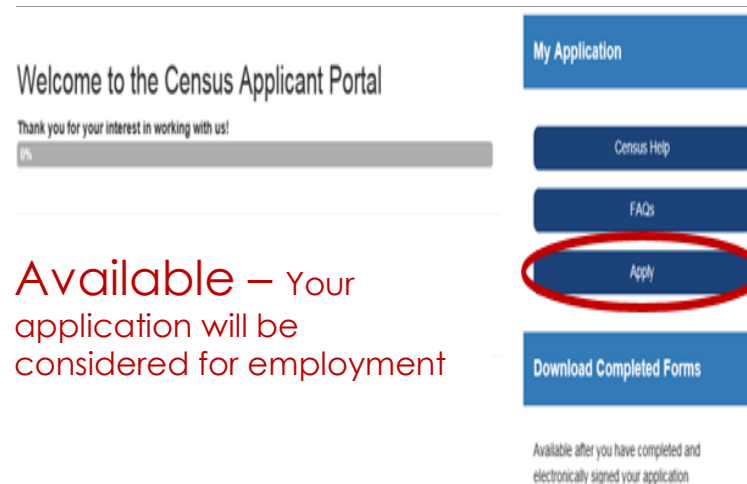 Welcome to the Census Applicant Portal
Thank you for your interest in working with us!
0%
Available – Your
application will be
considered for employment
My Application
Census Help
FAQs
Apply
Download Completed Forms
Available after you have completed and
electronically signed your application